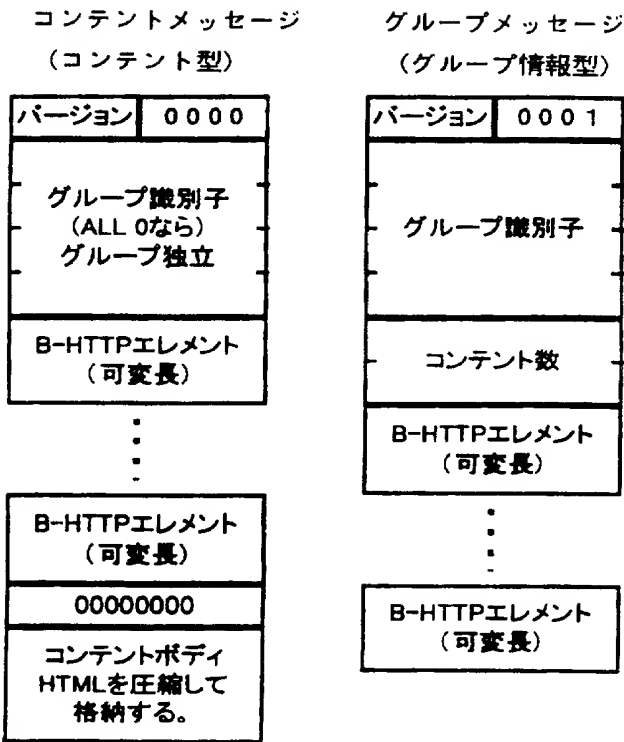 コンテントメッセージ
(コンテント型)
バージョン 0000
グループ識別子
(ALL 0なら)
グループ独立
B-HTTPエレメント
(可変長)
B-HTTPエレメント
(可変長)
00000000
コンテントボディ
HTMLを圧縮して
格納する。
グループメッセージ
(グループ情報型)
バージョン 0001
グループ識別子
コンテント数
B-HTTPエレメント
(可変長)
B-HTTPエレメント
(可変長)